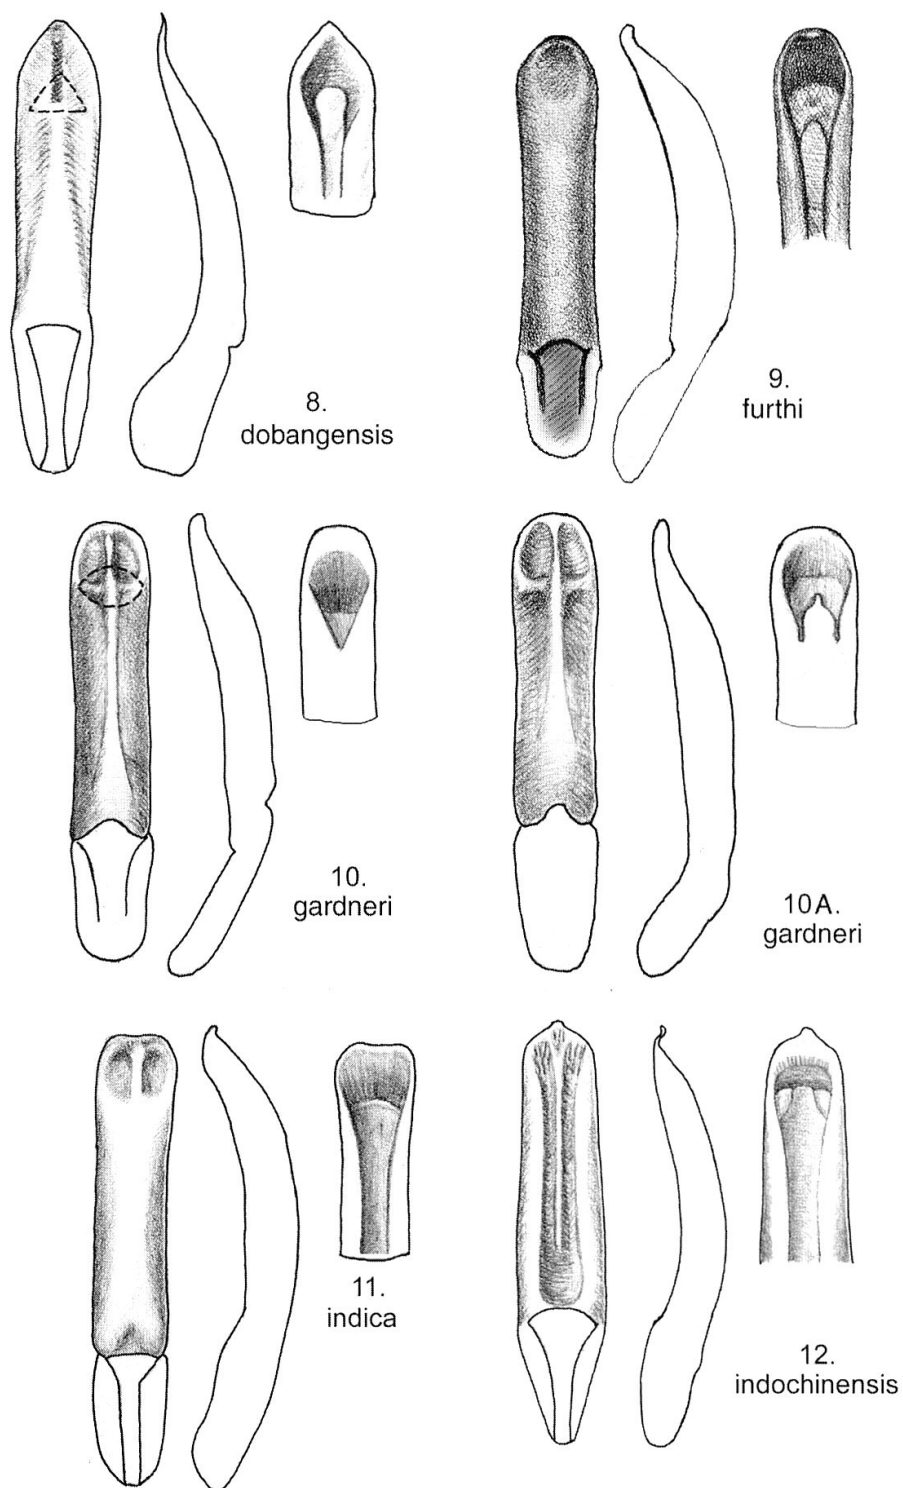 8.
dobangensis
9.
furthi
10.
gardneri
10A.
gardneri
11.
indica
12.
indochinensis